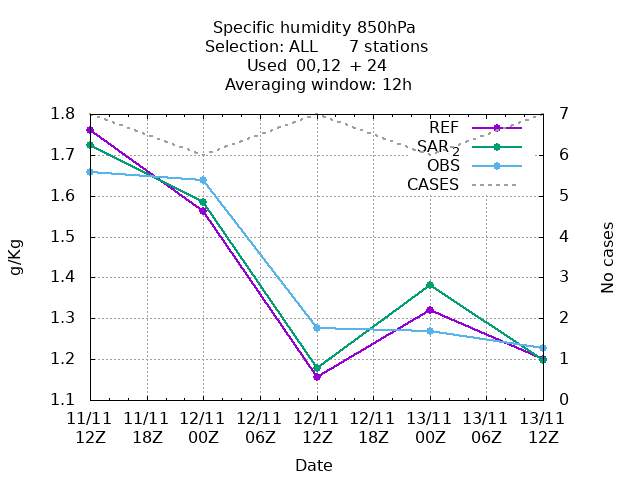 Specific humidity 850hPa
Selection: ALL      7 stations
Used  00,12  + 24
Averaging window: 12h
1.8
1.7
1.6
1.5
1.4
1.3
1.2
1.1
g/Kg
7
6
5
4
3
2
1
0
No cases
REF
SAR₂
OBS
CASES
11/11 12Z
11/11 18Z
12/11 00Z
12/11 06Z
12/11 12Z
12/11 18Z
13/11 00Z
13/11 06Z
13/11 12Z
Date